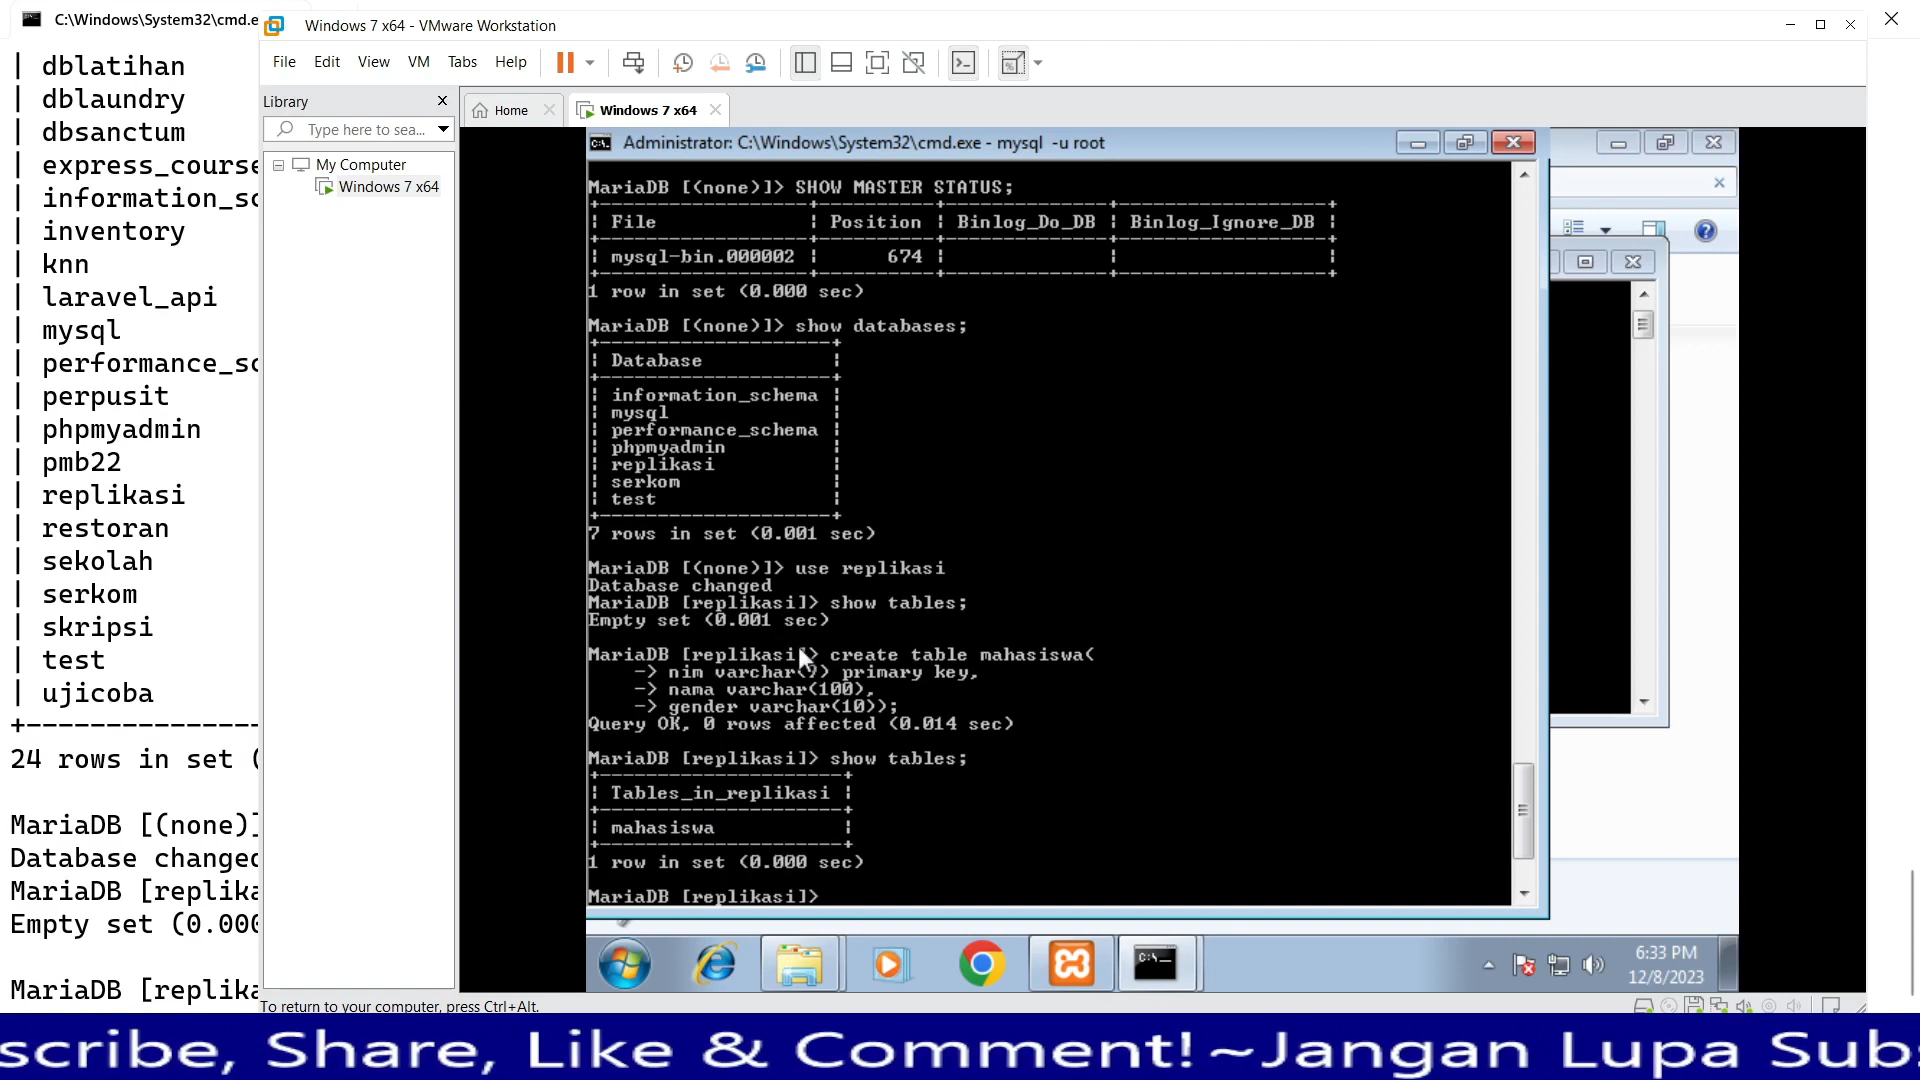 C:\Windows\System32\cmd.e
Windows 7 x64 - VMware Workstation
File Edit View VM Tabs Help
Library
Type here to sea...
My Computer
Windows 7 x64
Home
Windows 7 x64
| dblatihan
| dblaundry
| dbsanctum
| express_course
| information_sc
| inventory
| knn
| laravel_api
| mysql
| performance_sc
| perpusit
| phpmyadmin
| pmb22
| replikasi
| restoran
| sekolah
| serkom
| skripsi
| test
| ujicoba
+---------------
24 rows in set (
MariaDB [(none)]
Database changed
MariaDB [replika
Empty set (0.000
MariaDB [replika
Administrator: C:\Windows\System32\cmd.exe - mysql -u root
MariaDB [(none)]> SHOW MASTER STATUS;
| File | Position | Binlog_Do_DB | Binlog_Ignore_DB |
| mysql-bin.000002 | 674 | | |
1 row in set (0.000 sec)
MariaDB [(none)]> show databases;
| Database |
| information_schema |
| mysql |
| performance_schema |
| phpmyadmin |
| replikasi |
| serkom |
| test |
7 rows in set (0.001 sec)
MariaDB [(none)]> use replikasi
Database changed
MariaDB [replikasi]> show tables;
Empty set (0.001 sec)
MariaDB [replikasi]> create table mahasiswa(
-> nim varchar(9) primary key,
-> nama varchar(100),
-> gender varchar(10));
Query OK, 0 rows affected (0.014 sec)
MariaDB [replikasi]> show tables;
| Tables_in_replikasi |
| mahasiswa |
1 row in set (0.000 sec)
MariaDB [replikasi]>
6:33 PM
12/8/2023
To return to your computer, press Ctrl+Alt.
scribe, Share, Like & Comment!~Jangan Lupa Subs